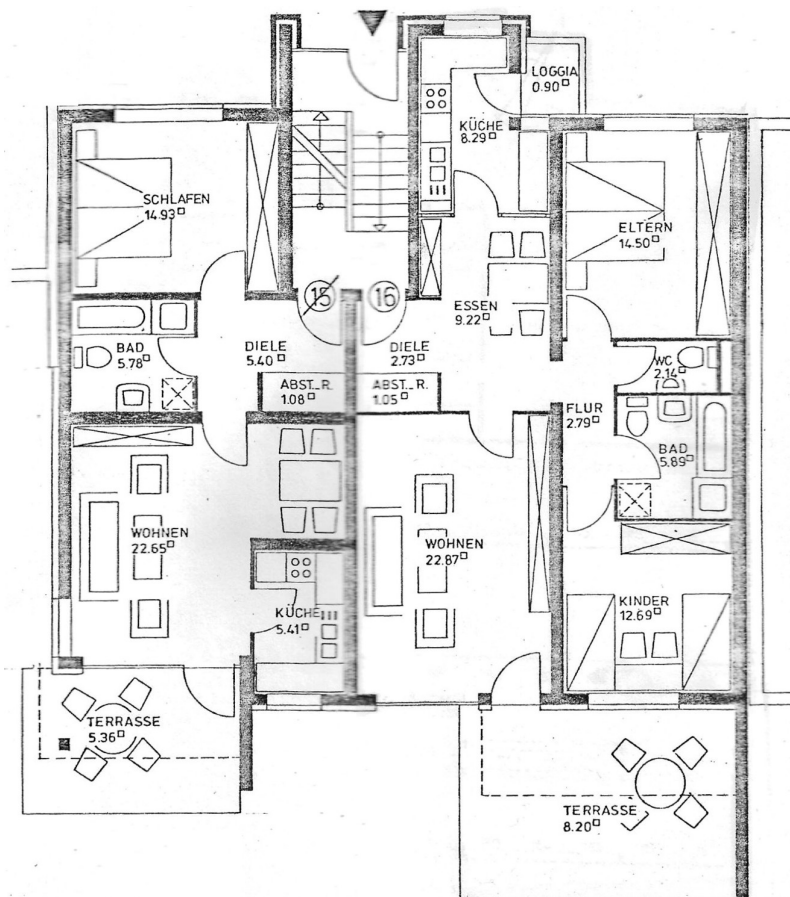 LOGGIA
0.90
KÜCHE
8.29
SCHLAFEN
14.93
ELTERN
14.50
15
16
ESSEN
9.22
BAD
5.78
DIELE
5.40
DIELE
2.73
WC
2.14
ABST.R.
1.08
ABST.R.
1.05
FLUR
2.79
BAD
5.89
WOHNEN
22.65
WOHNEN
22.87
KÜCHE
5.41
KINDER
12.69
TERRASSE
5.36
TERRASSE
8.20